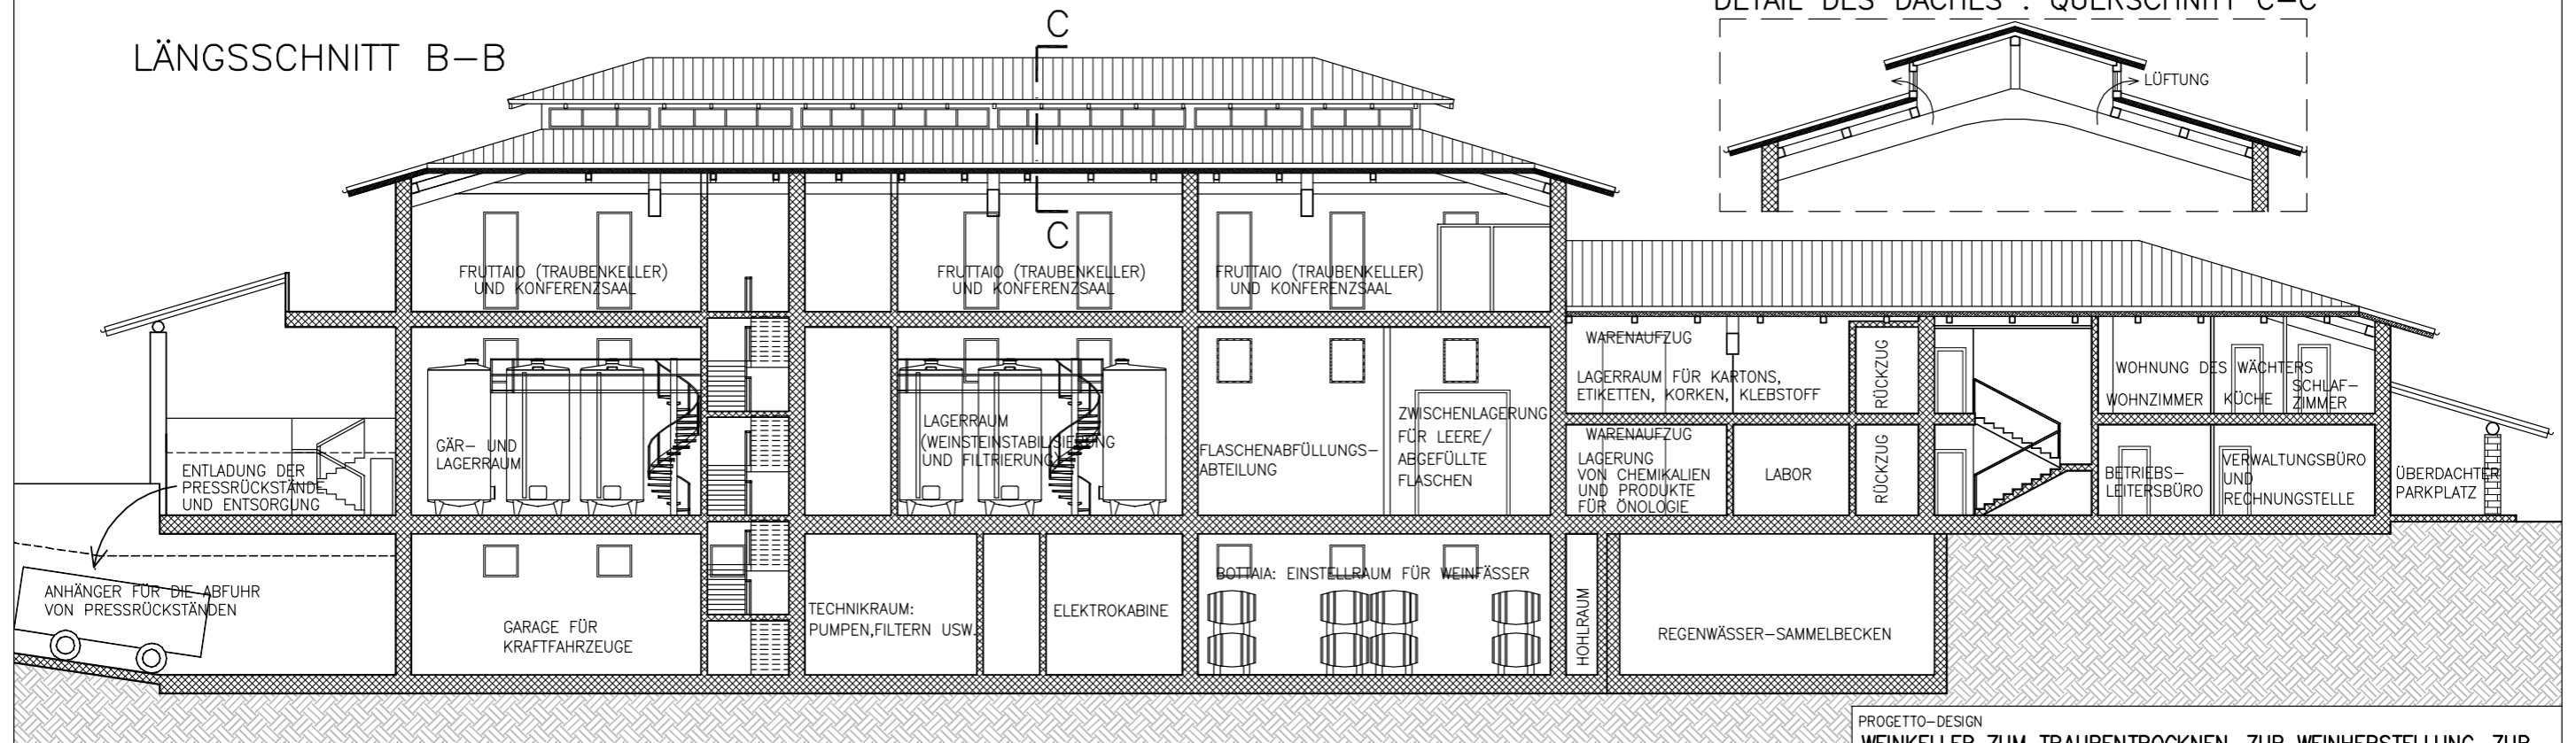 LÄNGSSCHNITT B–B
C
C
DETAIL DES DACHES : QUERSCHNITT C–C
LÜFTUNG
FRUTTAIO (TRAUBENKELLER)
UND KONFERENZSAAL
FRUTTAIO (TRAUBENKELLER)
UND KONFERENZSAAL
FRUTTAIO (TRAUBENKELLER)
UND KONFERENZSAAL
ENTLADUNG DER
PRESSRÜCKSTÄNDE
UND ENTSORGUNG
GÄR– UND
LAGERRAUM
LAGERRAUM
(WEINSTEINSTABILISIERUNG
UND FILTRIERUNG)
FLASCHENABFÜLLUNGS–
ABTEILUNG
ZWISCHENLAGERUNG
FÜR LEERE/
ABGEFÜLLTE
FLASCHEN
WARENAUFZUG
LAGERRAUM FÜR KARTONS,
ETIKETTEN, KORKEN, KLEBSTOFF
RÜCKZUG
WOHNUNG DES WÄCHTERS
WOHNZIMMER
KÜCHE
SCHLAF–
ZIMMER
WARENAUFZUG
LAGERUNG
VON CHEMIKALIEN
UND PRODUKTE
FÜR ÖNOLOGIE
LABOR
RÜCKZUG
BETRIEBS–
LEITERSBÜRO
VERWALTUNGSBÜRO
UND
RECHNUNGSTELLE
ÜBERDACHTER
PARKPLATZ
ANHÄNGER FÜR DIE ABFUHR
VON PRESSRÜCKSTÄNDEN
GARAGE FÜR
KRAFTFAHRZEUGE
TECHNIKRAUM:
PUMPEN,FILTERN USW.
ELEKTROKABINE
BOTTAIA: EINSTELLRAUM FÜR WEINFÄSSER
HOHLRAUM
REGENWÄSSER–SAMMELBECKEN
PROGETTO–DESIGN
WEINKELLER ZUM TRAUBENTROCKNEN, ZUR WEINHERSTELLUNG, ZUR